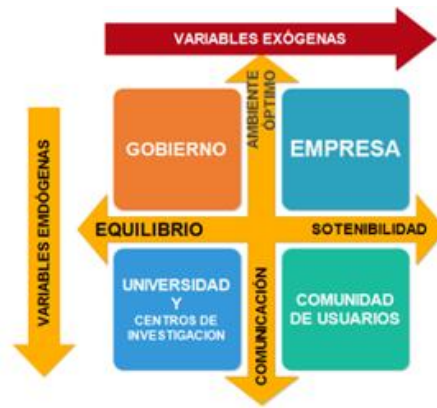 VARIABLES EXÓGENAS
VARIABLES EMDÓGENAS
AMBIENTE
ÓPTIMO
GOBIERNO
EMPRESA
EQUILIBRIO
SOTENIBILIDAD
UNIVERSIDAD
Y
CENTROS DE
INVESTIGACION
COMUNICACIÓN
COMUNIDAD
DE USUARIOS